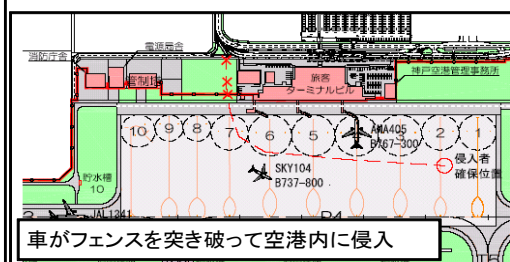 電源局舎
消防庁舎
管制塔
旅客
ターミナルビル
神戸空港管理事務所
10 9 8 7 6 5 3 2 1
ANA405
B767-300
SKY104
B737-800
侵入者
確保位置
貯水槽
10
JAL1341
車がフェンスを突き破って空港内に侵入